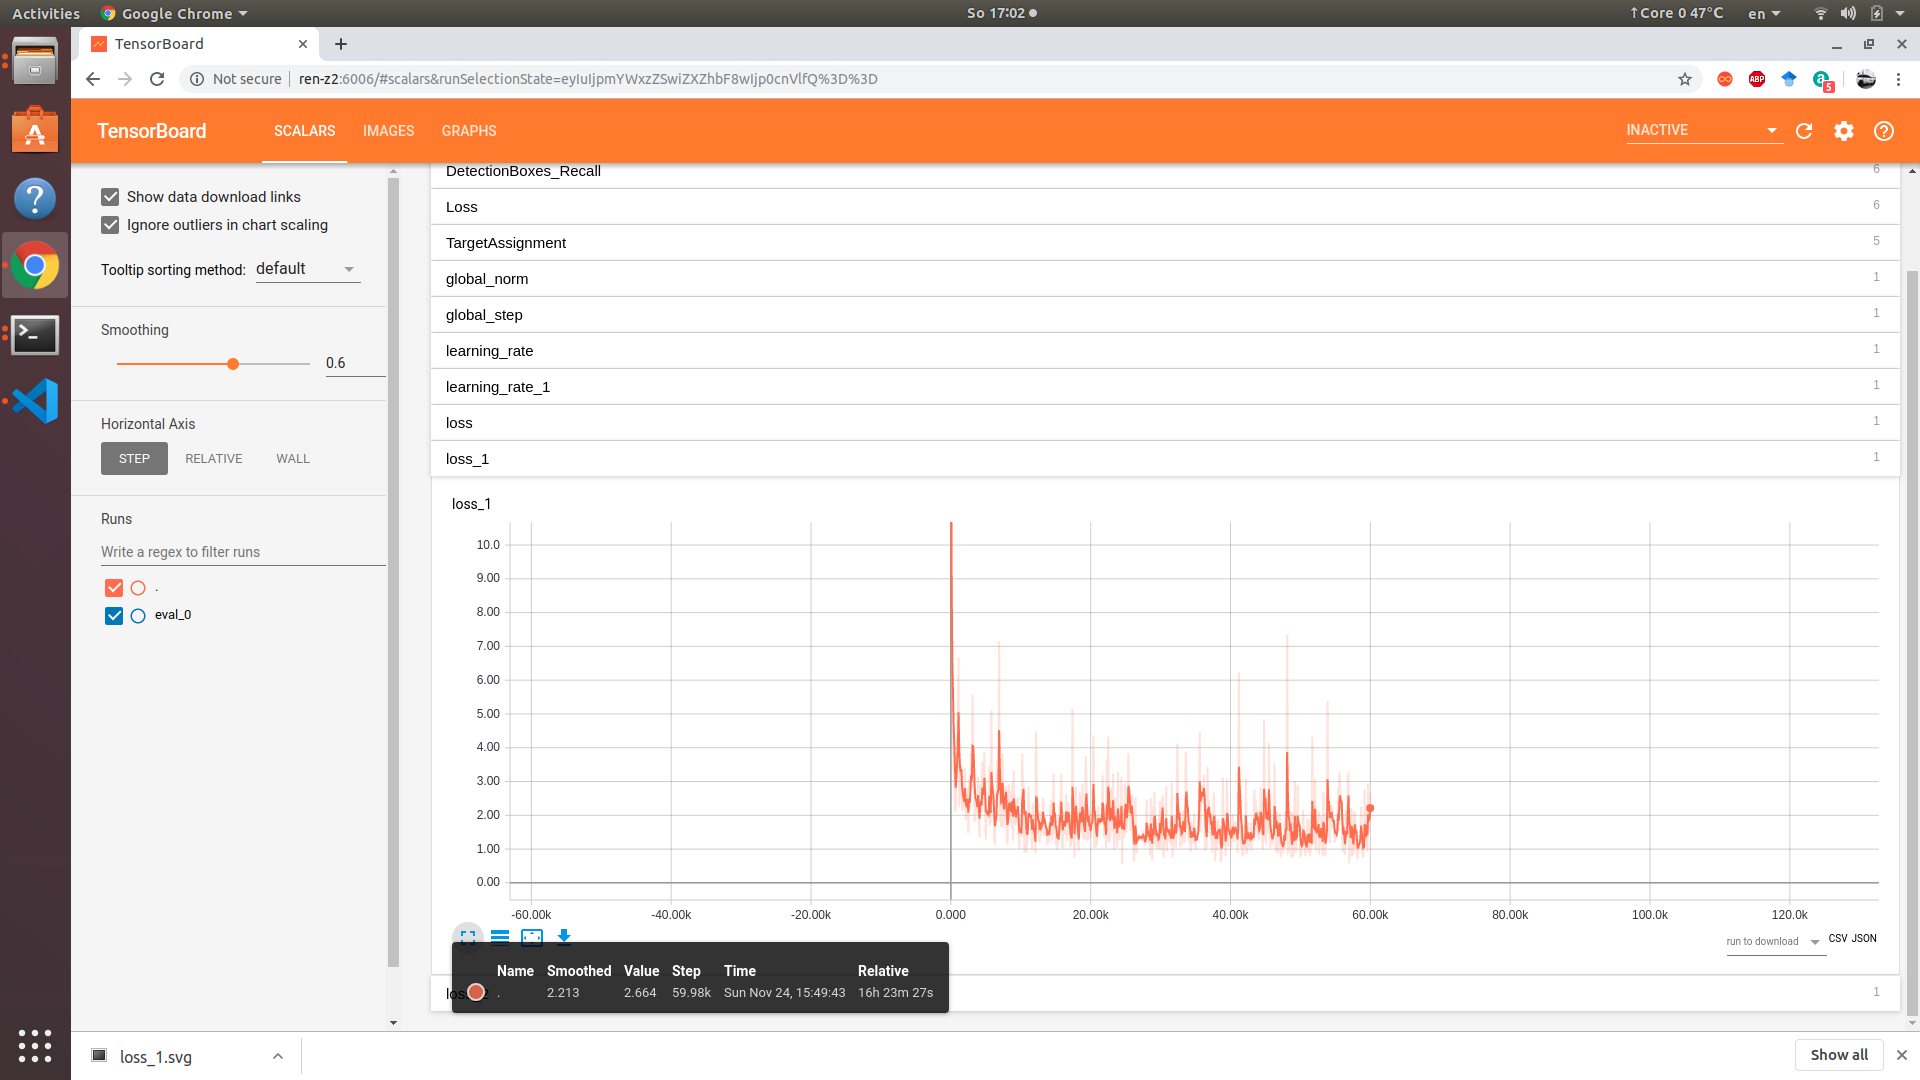 Activities Google Chrome So 17:02 ↑Core 0 47°C en
TensorBoard
Not secure ren-z2:6006/#scalars&runSelectionState=eyIuIjpmYWxzZSwiZXZhbF8wIjp0cnVlfQ%3D%3D ABP a 5
TensorBoard SCALARS IMAGES GRAPHS INACTIVE
DetectionBoxes_Recall 6
Loss 6
TargetAssignment 5
global_norm 1
global_step 1
learning_rate 1
learning_rate_1 1
loss 1
loss_1 1
Show data download links
Ignore outliers in chart scaling
Tooltip sorting method: default
Smoothing
0.6
Horizontal Axis
STEP RELATIVE WALL
Runs
Write a regex to filter runs
.
eval_0
loss_1
10.0
9.00
8.00
7.00
6.00
5.00
4.00
3.00
2.00
1.00
0.00
-60.00k -40.00k -20.00k 0.000 20.00k 40.00k 60.00k 80.00k 100.0k 120.0k
run to download CSV JSON
Name Smoothed Value Step Time Relative
. 2.213 2.664 59.98k Sun Nov 24, 15:49:43 16h 23m 27s
1
loss_1.svg Show all